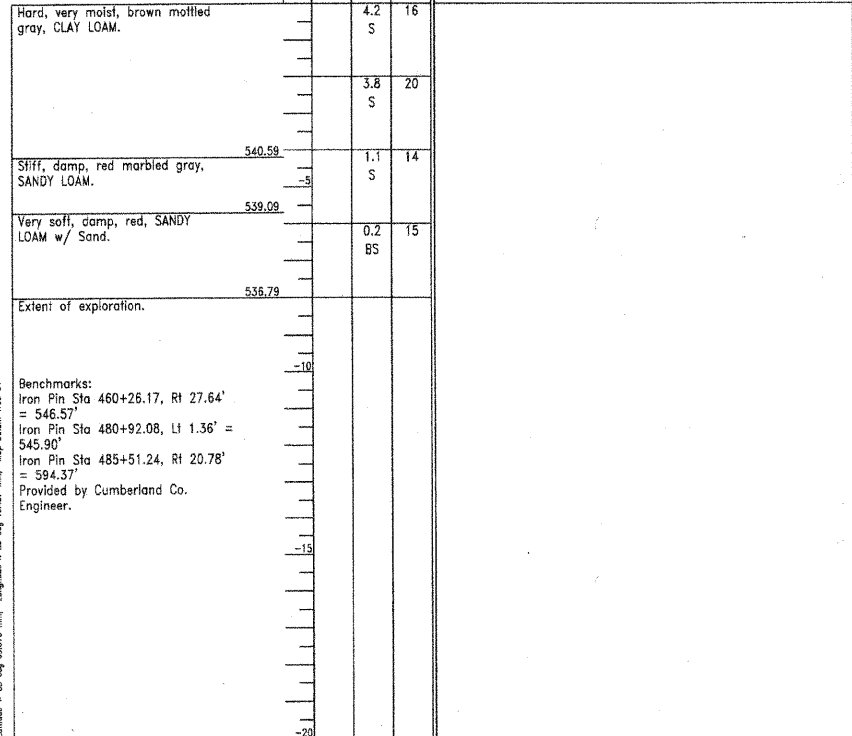 Hard, very moist, brown mottled
gray, CLAY LOAM.
4.2 16
S
3.8 20
S
540.59
1.1 14
S
Stiff, damp, red marbled gray,
SANDY LOAM.
-5
539.09
Very soft, damp, red, SANDY
LOAM w/ Sand.
0.2 15
BS
536.79
Extent of exploration.
-10
Benchmarks:
Iron Pin Sta 460+26.17, Rt 27.64'
= 546.57'
Iron Pin Sta 480+92.08, Lt 1.36' =
545.90'
Iron Pin Sta 485+51.24, Rt 20.78'
= 594.37'
Provided by Cumberland Co.
Engineer.
-15
-20